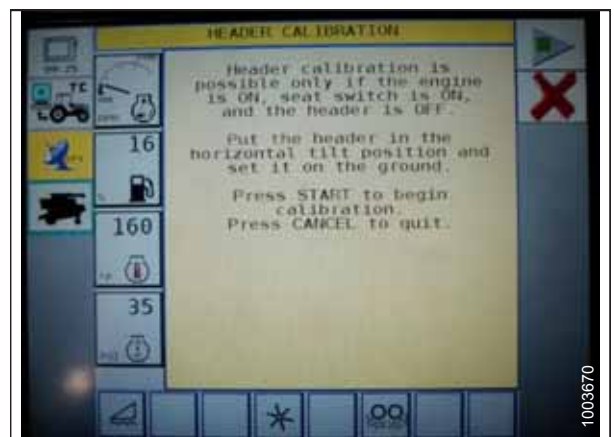 HEADER CALIBRATION
Header calibration is
possible only if the engine
is ON, seat switch is ON,
and the header is OFF.
Put the header in the
horizontal tilt position and
set it on the ground.
Press START to begin
calibration.
Press CANCEL to quit.
TC
16
160
35
1003670